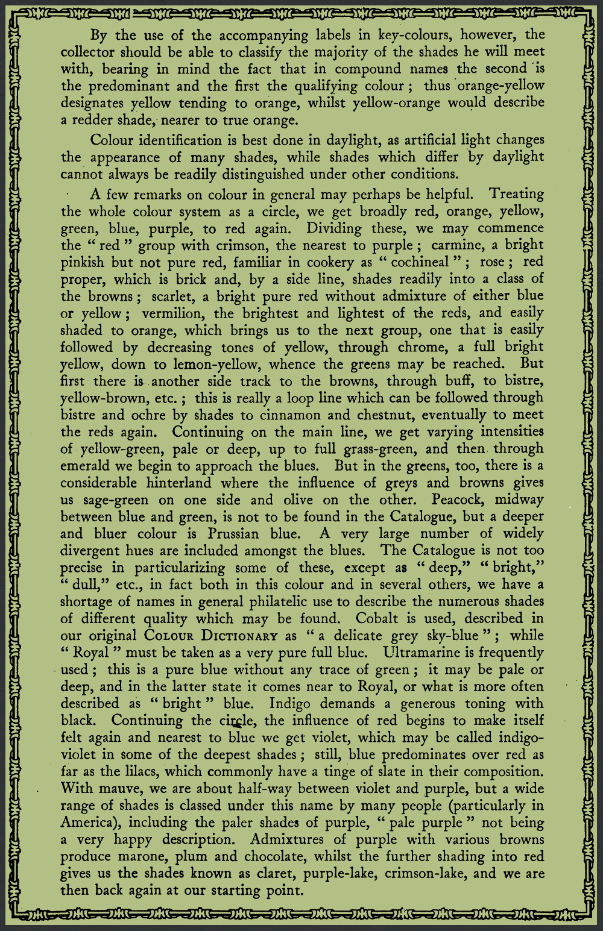 By the use of the accompanying labels in key-colours, however, the
collector should be able to classify the majority of the shades he will meet
with, bearing in mind the fact that in compound names the second is
the predominant and the first the qualifying colour ; thus orange-yellow
designates yellow tending to orange, whilst yellow-orange would describe
a redder shade, nearer to true orange.
Colour identification is best done in daylight, as artificial light changes
the appearance of many shades, while shades which differ by daylight
cannot always be readily distinguished under other conditions.
A few remarks on colour in general may perhaps be helpful. Treating
the whole colour system as a circle, we get broadly red, orange, yellow,
green, blue, purple, to red again. Dividing these, we may commence
the “ red ” group with crimson, the nearest to purple ; carmine, a bright
pinkish but not pure red, familiar in cookery as “ cochineal ” ; rose ; red
proper, which is brick and, by a side line, shades readily into a class of
the browns ; scarlet, a bright pure red without admixture of either blue
or yellow ; vermilion, the brightest and lightest of the reds, and easily
shaded to orange, which brings us to the next group, one that is easily
followed by decreasing tones of yellow, through chrome, a full bright
yellow, down to lemon-yellow, whence the greens may be reached. But
first there is another side track to the browns, through buff, to bistre,
yellow-brown, etc. ; this is really a loop line which can be followed through
bistre and ochre by shades to cinnamon and chestnut, eventually to meet
the reds again. Continuing on the main line, we get varying intensities
of yellow-green, pale or deep, up to full grass-green, and then through
emerald we begin to approach the blues. But in the greens, too, there is a
considerable hinterland where the influence of greys and browns gives
us sage-green on one side and olive on the other. Peacock, midway
between blue and green, is not to be found in the Catalogue, but a deeper
and bluer colour is Prussian blue. A very large number of widely
divergent hues are included amongst the blues. The Catalogue is not too
precise in particularizing some of these, except as “ deep,” “ bright,”
“ dull,” etc., in fact both in this colour and in several others, we have a
shortage of names in general philatelic use to describe the numerous shades
of different quality which may be found. Cobalt is used, described in
our original COLOUR DICTIONARY as “ a delicate grey sky-blue ” ; while
“ Royal ” must be taken as a very pure full blue. Ultramarine is frequently
used ; this is a pure blue without any trace of green ; it may be pale or
deep, and in the latter state it comes near to Royal, or what is more often
described as “ bright ” blue. Indigo demands a generous toning with
black. Continuing the circle, the influence of red begins to make itself
felt again and nearest to blue we get violet, which may be called indigo-
violet in some of the deepest shades ; still, blue predominates over red as
far as the lilacs, which commonly have a tinge of slate in their composition.
With mauve, we are about half-way between violet and purple, but a wide
range of shades is classed under this name by many people (particularly in
America), including the paler shades of purple, “ pale purple ” not being
a very happy description. Admixtures of purple with various browns
produce marone, plum and chocolate, whilst the further shading into red
gives us the shades known as claret, purple-lake, crimson-lake, and we are
then back again at our starting point.